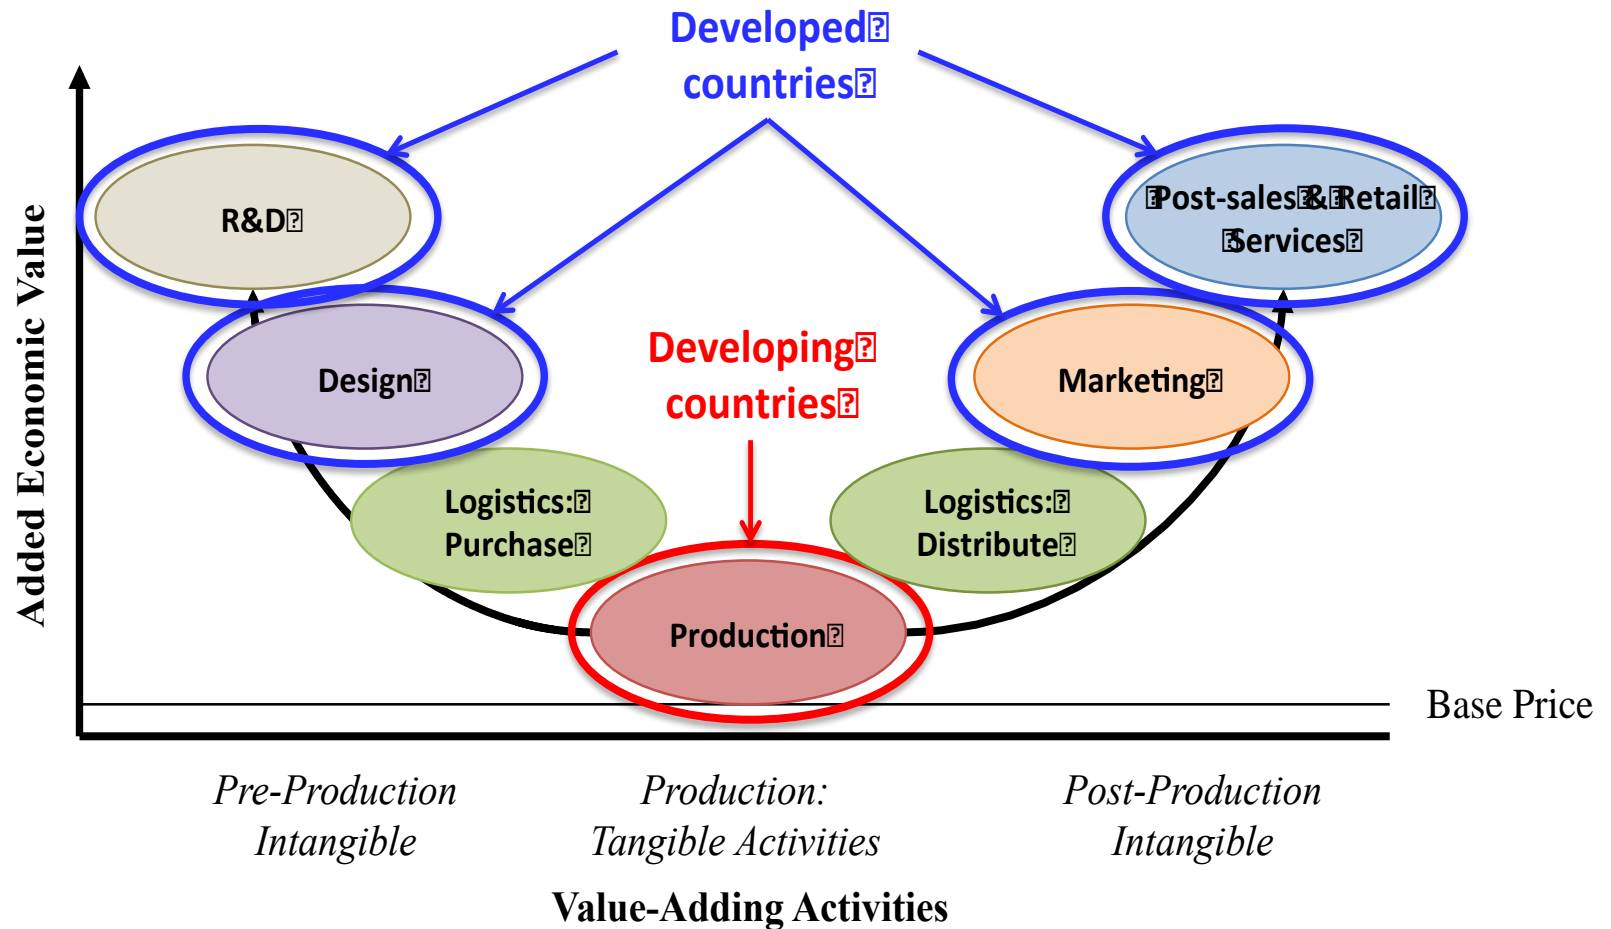 Developed
countries
R&D
Post-sales & Retail
Services
Design
Developing
countries
Marketing
Logistics:
Purchase
Logistics:
Distribute
Production
Added Economic Value
Base Price
Pre-Production
Intangible
Production:
Tangible Activities
Post-Production
Intangible
Value-Adding Activities